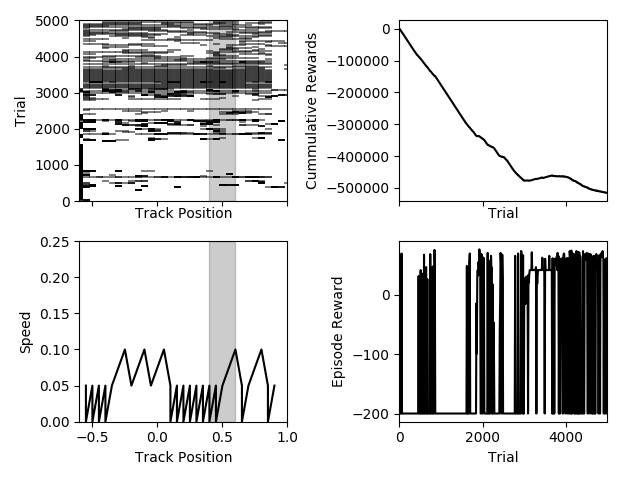 5000
4000
3000
2000
1000
0
Trial
Track Position
0
−100000
−200000
−300000
−400000
−500000
Cummulative Rewards
Trial
0.25
0.20
0.15
0.10
0.05
0.00
Speed
−0.5 0.0 0.5 1.0
Track Position
0
−100
−200
Episode Reward
0 2000 4000
Trial